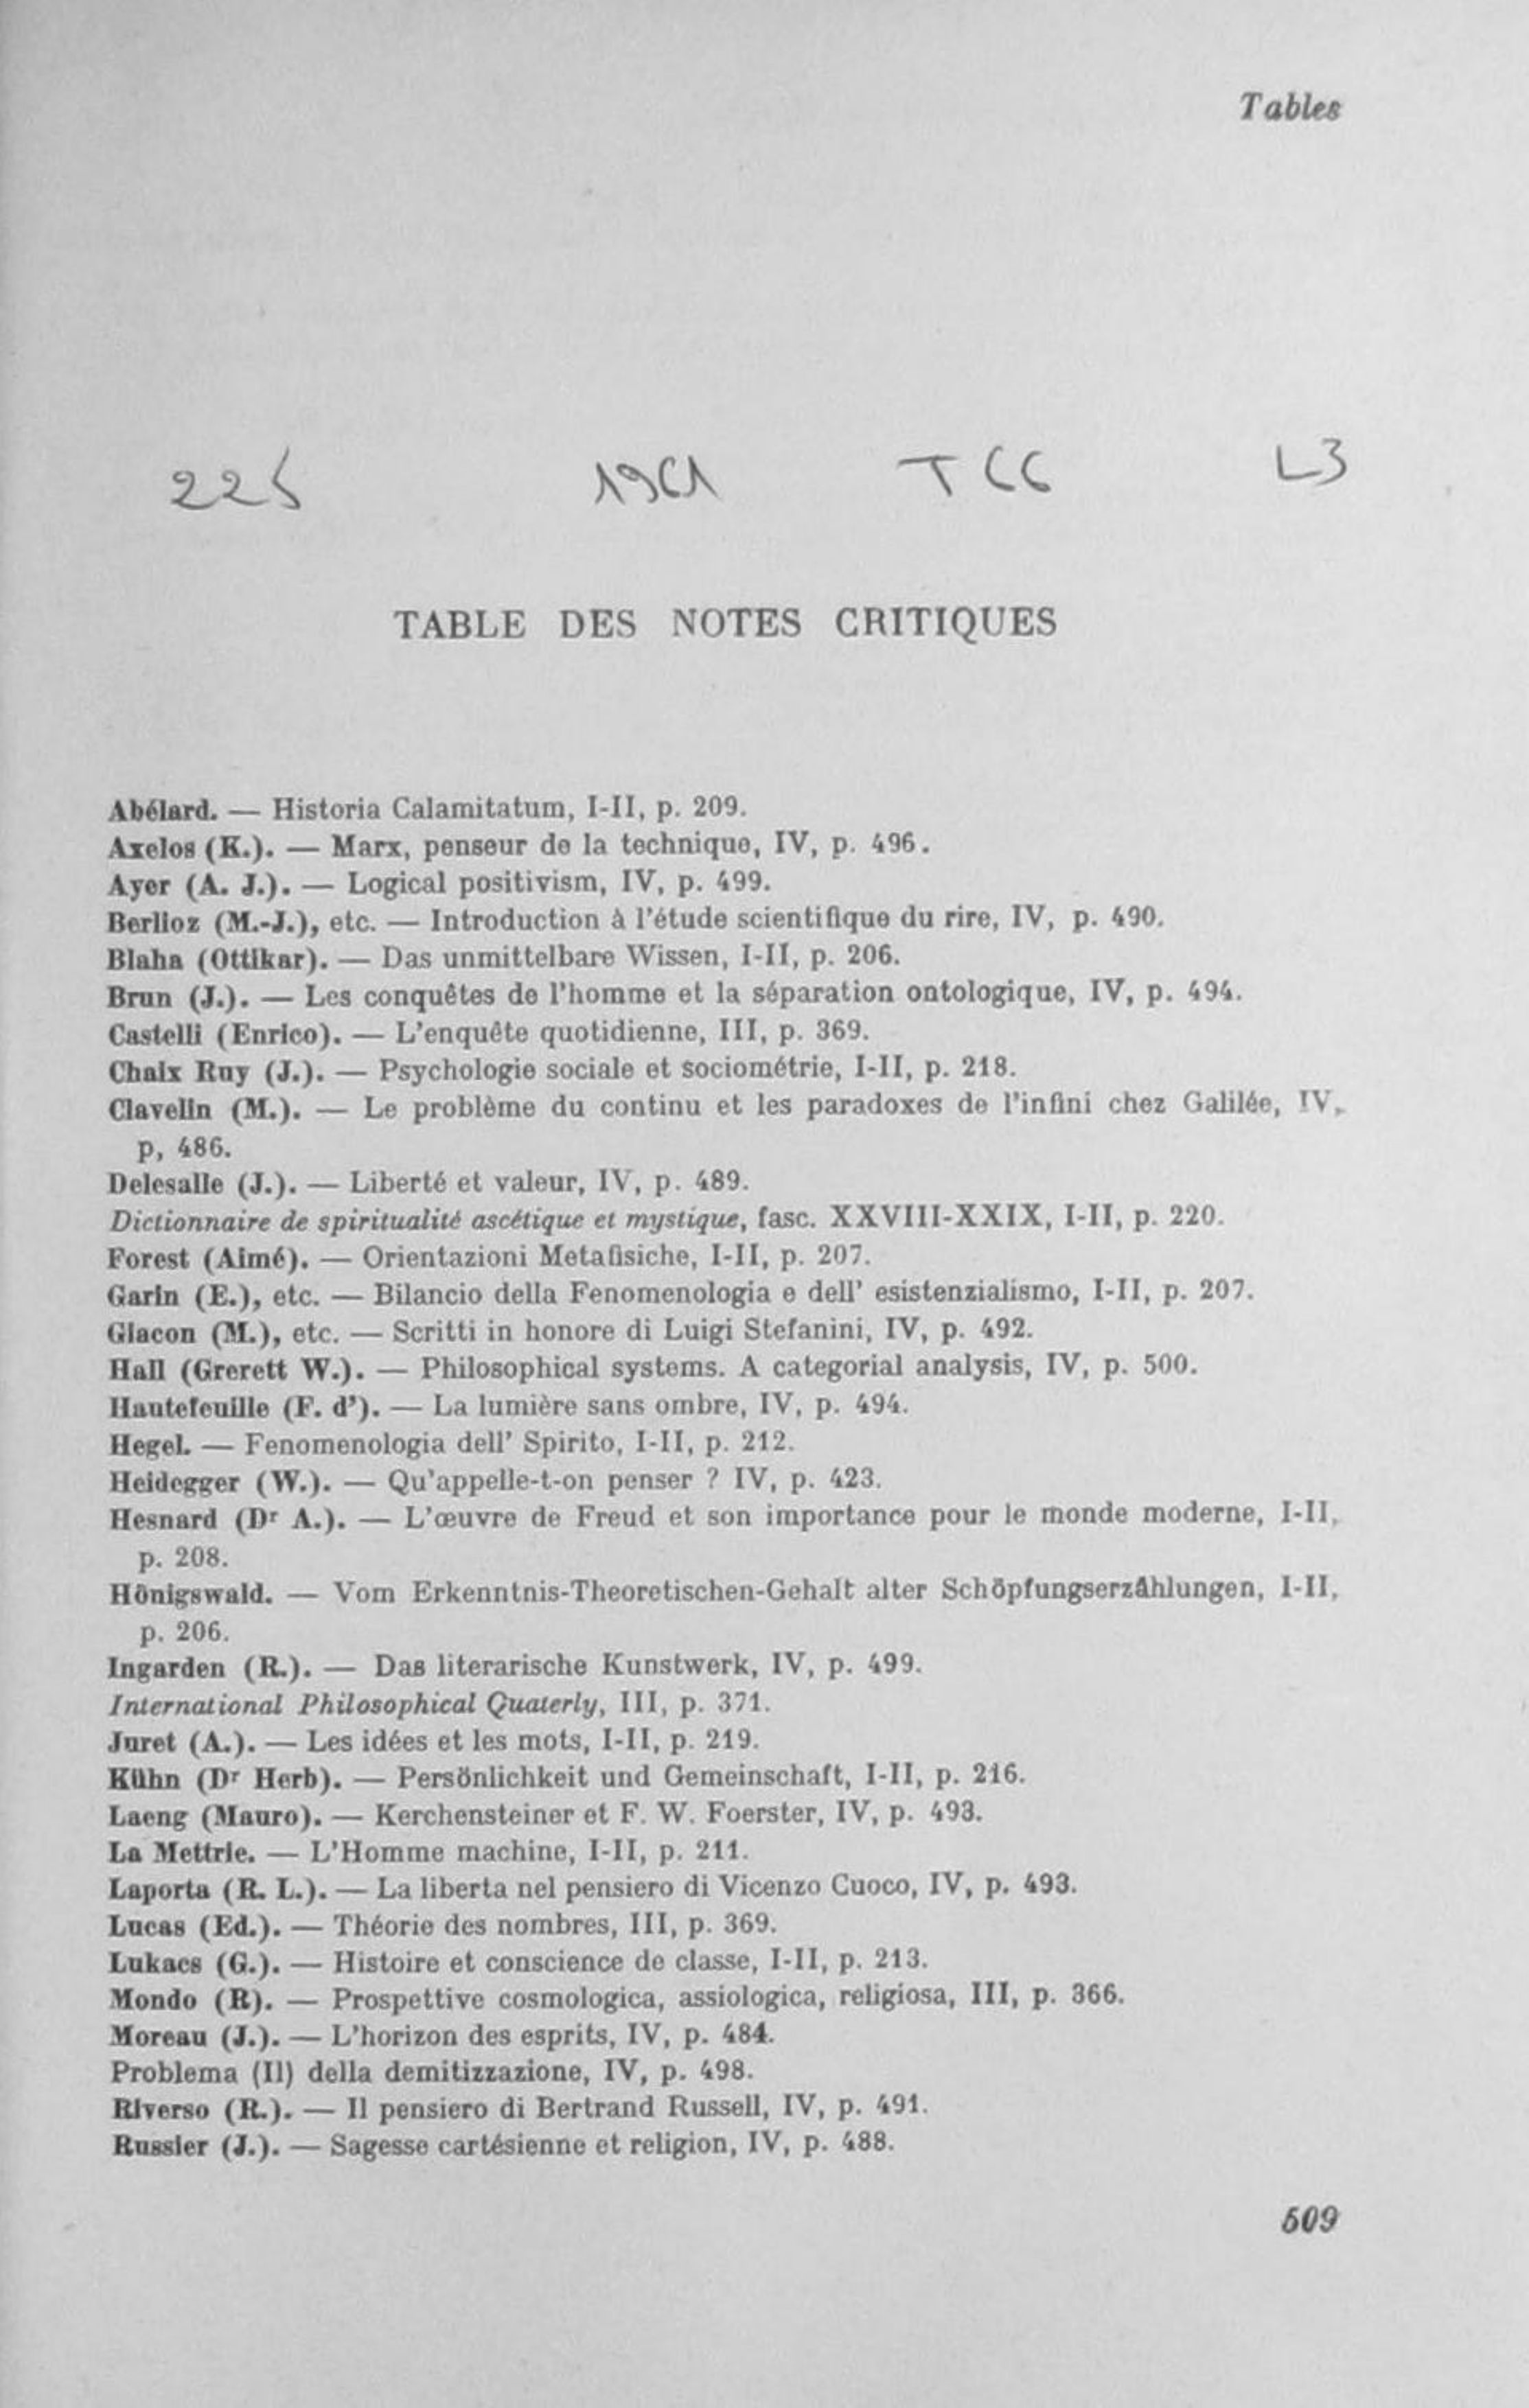 Tables
225 1961 T66 L3
TABLE DES NOTES CRITIQUES
Abélard. — Historia Calamitatum, I-II, p. 209.
Axelos (K.). — Marx, penseur de la technique, IV, p. 496.
Ayer (A. J.). — Logical positivism, IV, p. 499.
Berlioz (M.-J.), etc. — Introduction à l'étude scientifique du rire, IV, p. 490.
Blaha (Ottikar). — Das unmittelbare Wissen, I-II, p. 206.
Brun (J.). — Les conquêtes de l'homme et la séparation ontologique, IV, p. 494.
Castelli (Enrico). — L'enquête quotidienne, III, p. 369.
Chaix Ruy (J.). — Psychologie sociale et sociométrie, I-II, p. 218.
Clavelin (M.). — Le problème du continu et les paradoxes de l'infini chez Galilée, IV,
p, 486.
Delesalle (J.). — Liberté et valeur, IV, p. 489.
Dictionnaire de spiritualité ascétique et mystique, fasc. XXVIII-XXIX, I-II, p. 220.
Forest (Aimé). — Orientazioni Metafisiche, I-II, p. 207.
Garin (E.), etc. — Bilancio della Fenomenologia e dell' esistenzialismo, I-II, p. 207.
Giacon (M.), etc. — Scritti in honore di Luigi Stefanini, IV, p. 492.
Hall (Grerett W.). — Philosophical systems. A categorial analysis, IV, p. 500.
Hautefeuille (F. d'). — La lumière sans ombre, IV, p. 494.
Hegel. — Fenomenologia dell' Spirito, I-II, p. 212.
Heidegger (W.). — Qu'appelle-t-on penser ? IV, p. 423.
Hesnard (Dr A.). — L'œuvre de Freud et son importance pour le monde moderne, I-II,
p. 208.
Hönigswald. — Vom Erkenntnis-Theoretischen-Gehalt alter Schöpfungserzählungen, I-II,
p. 206.
Ingarden (R.). — Das literarische Kunstwerk, IV, p. 499.
International Philosophical Quaterly, III, p. 371.
Juret (A.). — Les idées et les mots, I-II, p. 219.
Kühn (Dr Herb). — Persönlichkeit und Gemeinschaft, I-II, p. 216.
Laeng (Mauro). — Kerchensteiner et F. W. Foerster, IV, p. 493.
La Mettrie. — L'Homme machine, I-II, p. 211.
Laporta (R. L.). — La liberta nel pensiero di Vicenzo Cuoco, IV, p. 493.
Lucas (Ed.). — Théorie des nombres, III, p. 369.
Lukacs (G.). — Histoire et conscience de classe, I-II, p. 213.
Mondo (R). — Prospettive cosmologica, assiologica, religiosa, III, p. 366.
Moreau (J.). — L'horizon des esprits, IV, p. 484.
Problema (Il) della demitizzazione, IV, p. 498.
Riverso (R.). — Il pensiero di Bertrand Russell, IV, p. 491.
Russier (J.). — Sagesse cartésienne et religion, IV, p. 488.
509